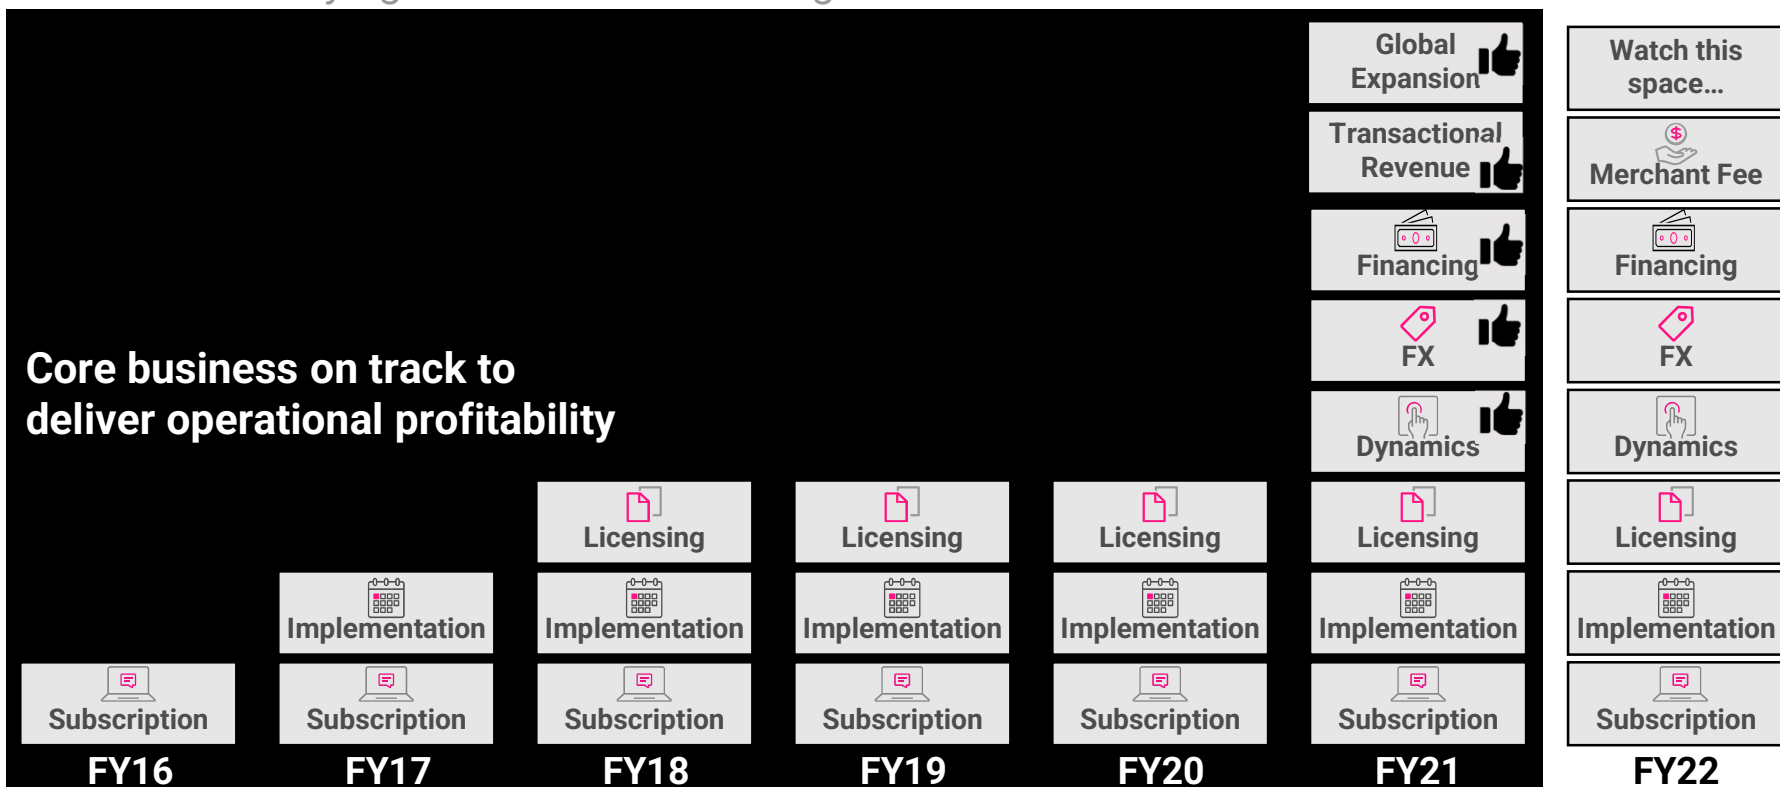 Global
Expansion
Watch this
space...
Transactional
Revenue
Merchant Fee
Financing
Financing
FX
FX
Core business on track to
deliver operational profitability
Dynamics
Dynamics
Licensing
Licensing
Licensing
Licensing
Licensing
Implementation
Implementation
Implementation
Implementation
Implementation
Implementation
Subscription
Subscription
Subscription
Subscription
Subscription
Subscription
Subscription
FY16
FY17
FY18
FY19
FY20
FY21
FY22